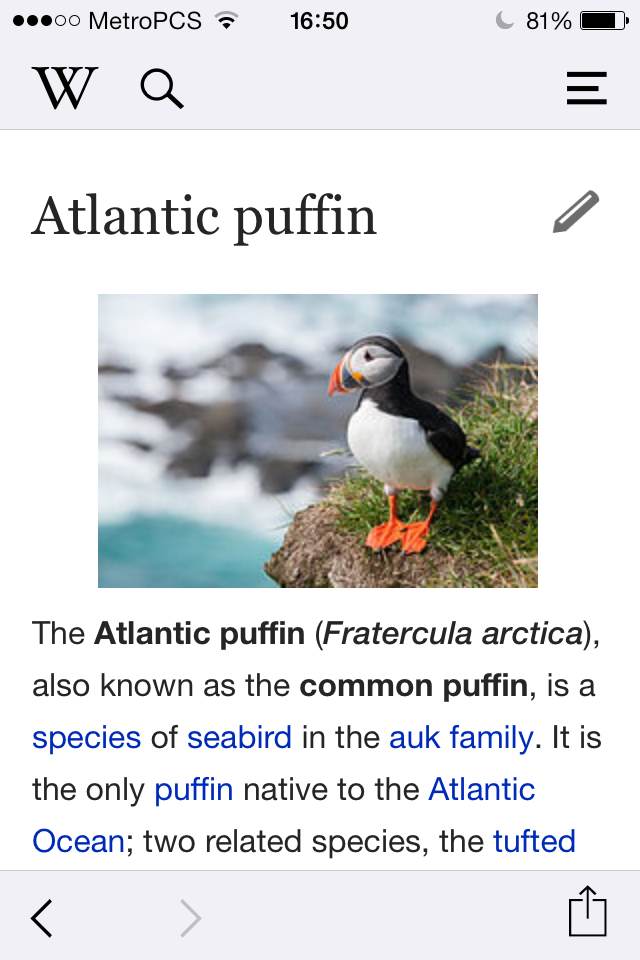 MetroPCS 16:50 81%
W
Atlantic puffin
The Atlantic puffin (Fratercula arctica),
also known as the common puffin, is a
species of seabird in the auk family. It is
the only puffin native to the Atlantic
Ocean; two related species, the tufted